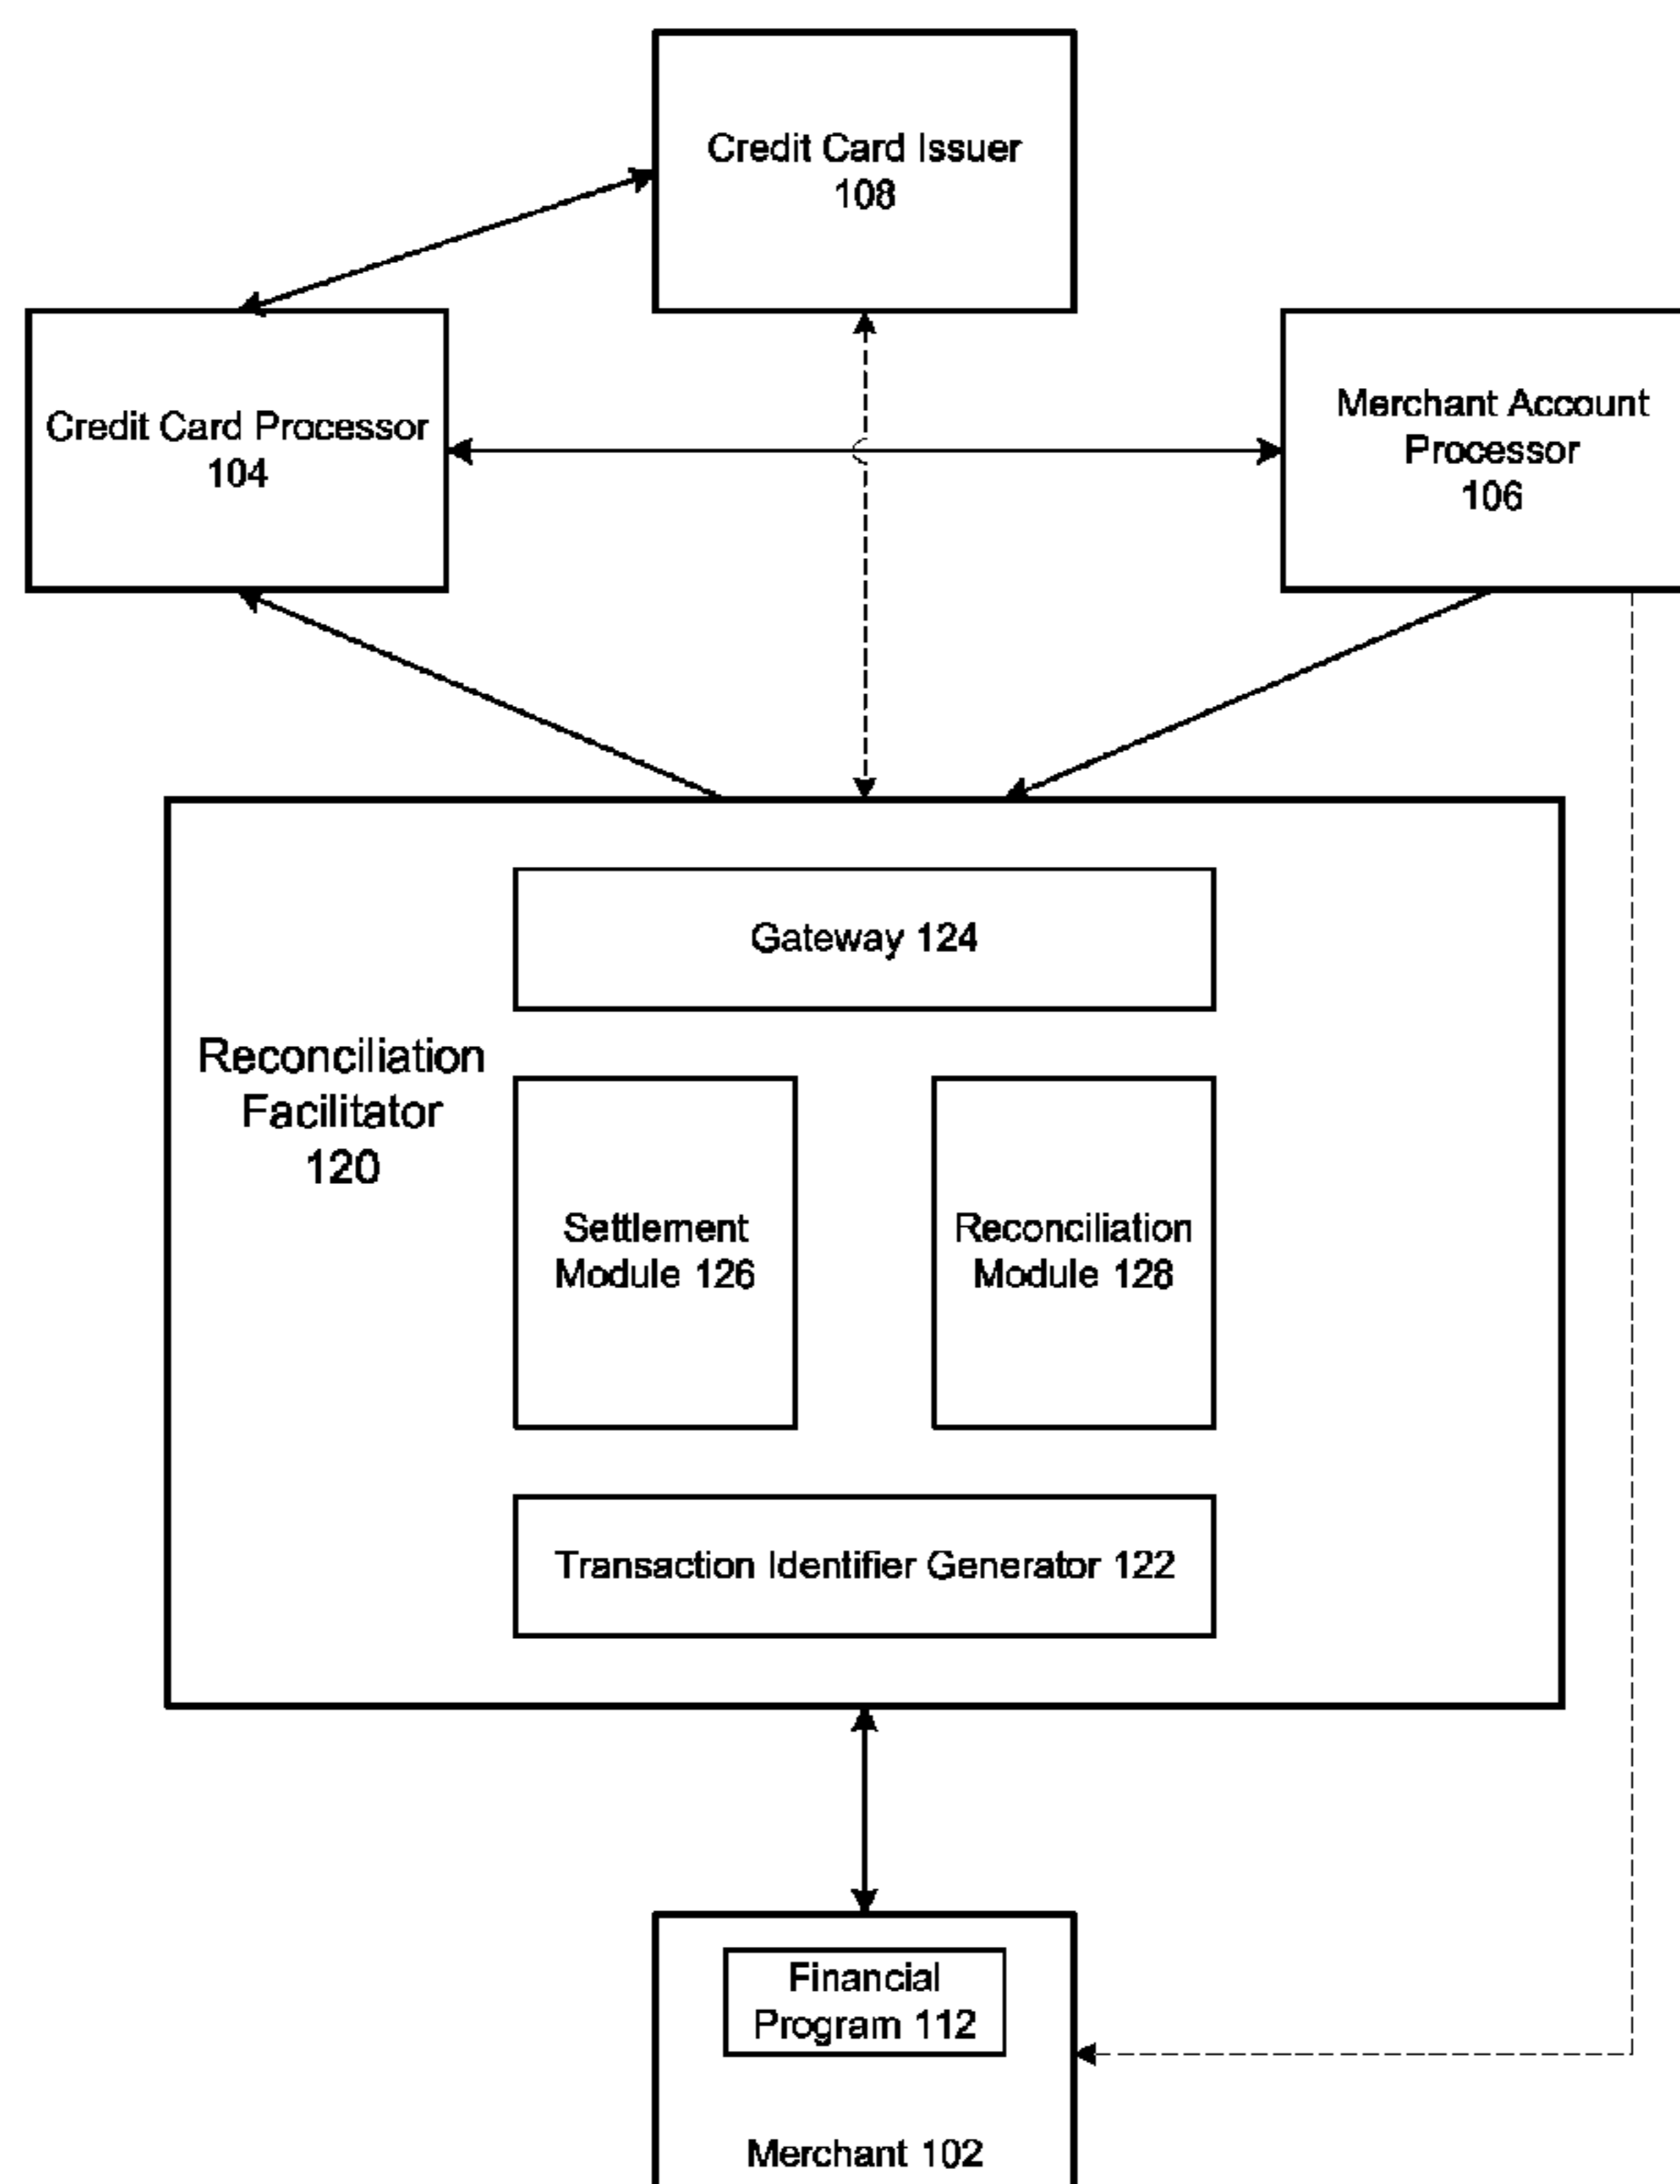 Credit Card Issuer
108
Credit Card Processor
104
Merchant Account
Processor
106
Gateway 124
Reconciliation
Facilitator
120
Settlement
Module 126
Reconciliation
Module 128
Transaction Identifier Generator 122
Financial
Program 112
Merchant 102